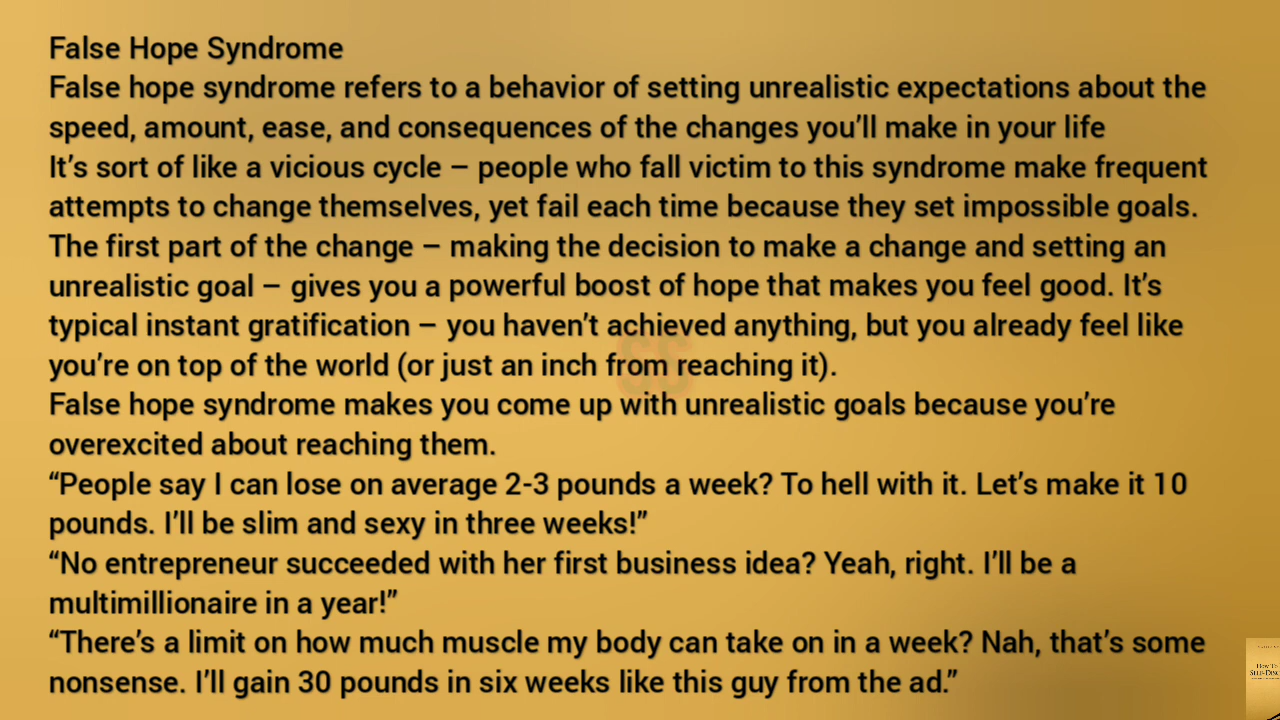 False Hope Syndrome
False hope syndrome refers to a behavior of setting unrealistic expectations about the
speed, amount, ease, and consequences of the changes you’ll make in your life
It’s sort of like a vicious cycle – people who fall victim to this syndrome make frequent
attempts to change themselves, yet fail each time because they set impossible goals.
The first part of the change – making the decision to make a change and setting an
unrealistic goal – gives you a powerful boost of hope that makes you feel good. It’s
typical instant gratification – you haven’t achieved anything, but you already feel like
you’re on top of the world (or just an inch from reaching it).
False hope syndrome makes you come up with unrealistic goals because you’re
overexcited about reaching them.
“People say I can lose on average 2-3 pounds a week? To hell with it. Let’s make it 10
pounds. I’ll be slim and sexy in three weeks!”
“No entrepreneur succeeded with her first business idea? Yeah, right. I’ll be a
multimillionaire in a year!”
“There’s a limit on how much muscle my body can take on in a week? Nah, that’s some
nonsense. I’ll gain 30 pounds in six weeks like this guy from the ad.”
SG
How To